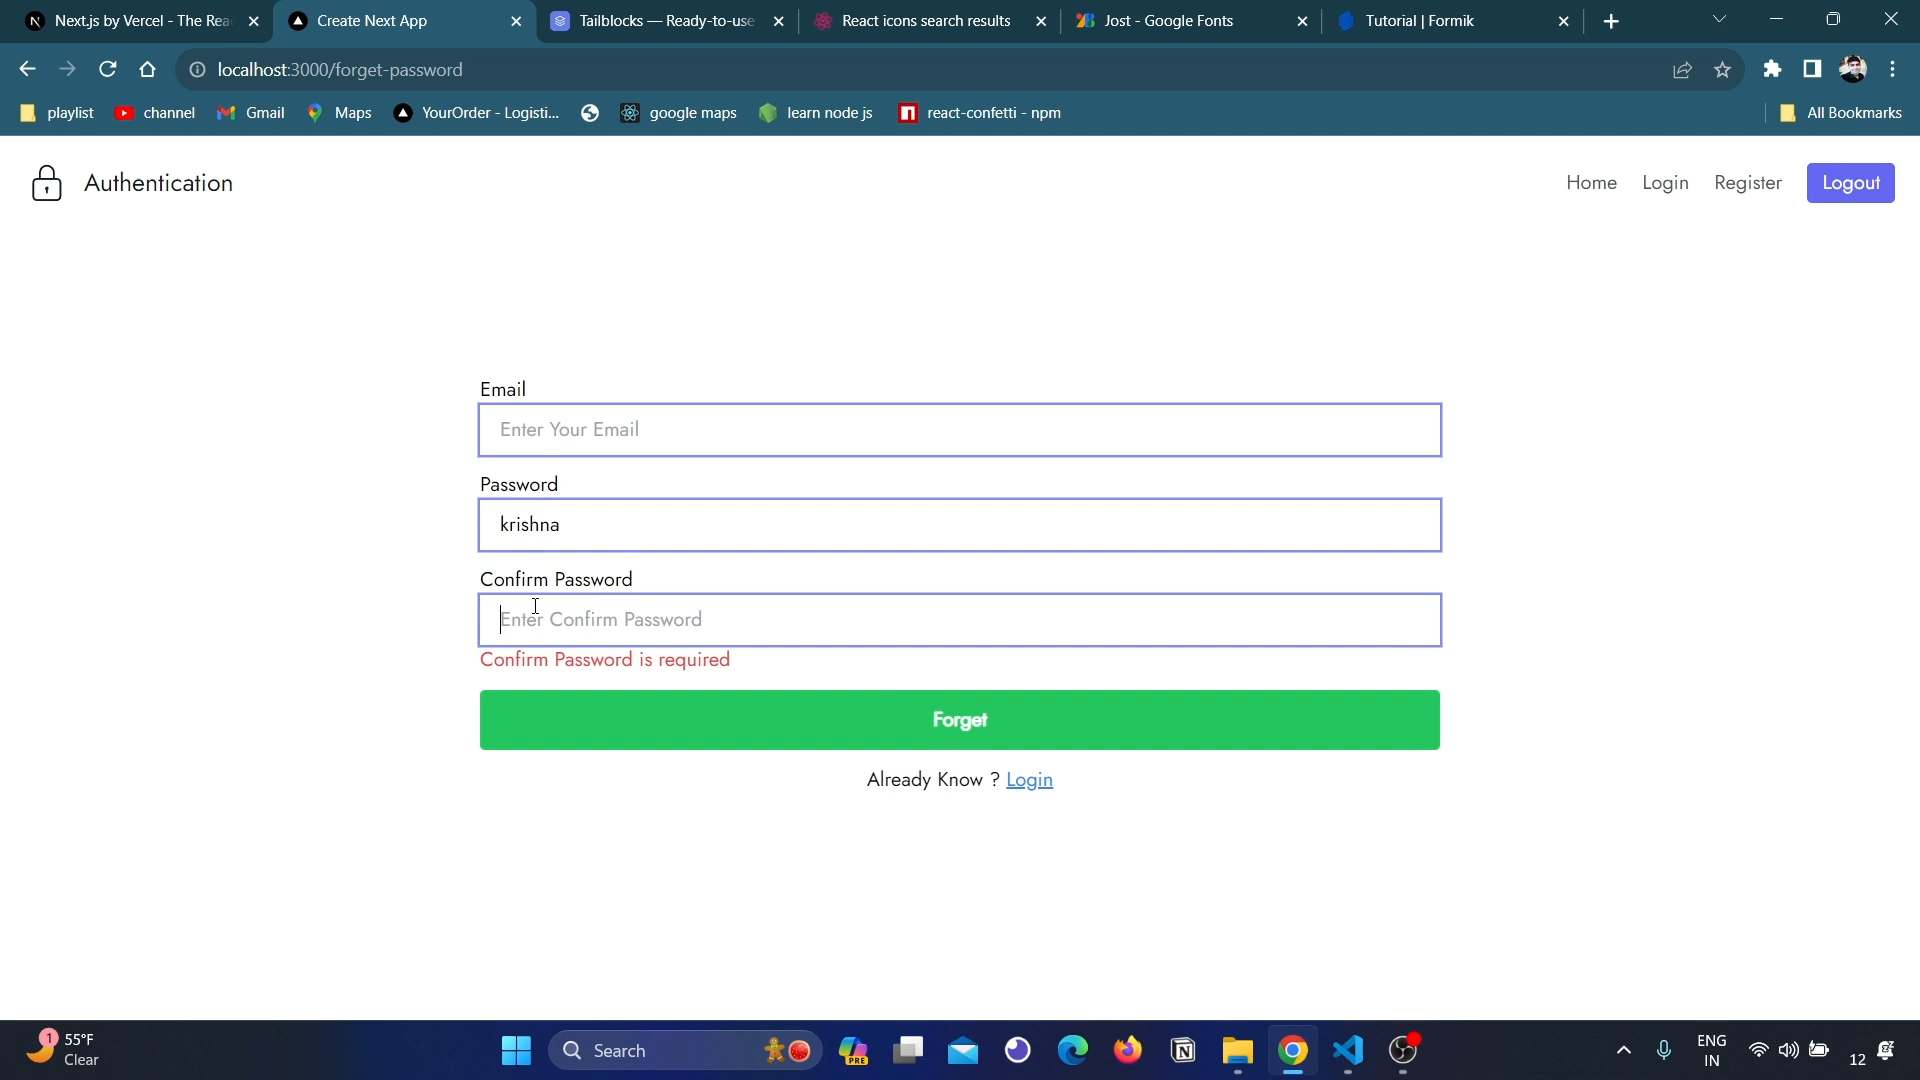 Next.js by Vercel - The Rea
Create Next App
Tailblocks — Ready-to-use
React icons search results
Jost - Google Fonts
Tutorial | Formik
localhost:3000/forget-password
playlist
channel
Gmail
Maps
YourOrder - Logisti...
google maps
learn node js
react-confetti - npm
All Bookmarks
Authentication
Home
Login
Register
Logout
Email
Enter Your Email
Password
krishna
Confirm Password
Enter Confirm Password
Confirm Password is required
Forget
Already Know ? Login
1
55°F
Clear
Search
PRE
ENG
IN
12